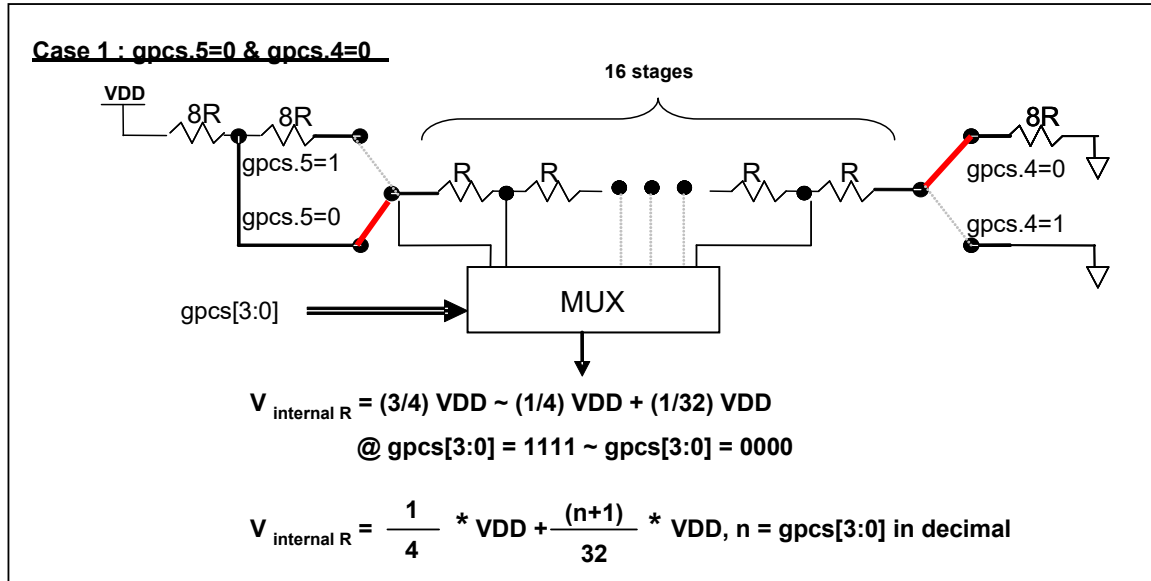 Case 1 : gpcs.5=0 & gpcs.4=0
16 stages
VDD
8R
8R
8R
gpcs.5=1
gpcs.4=0
R
R
R
R
gpcs.5=0
gpcs.4=1
gpcs[3:0]
MUX
V internal R = (3/4) VDD ~ (1/4) VDD + (1/32) VDD
@ gpcs[3:0] = 1111 ~ gpcs[3:0] = 0000
V internal R = 1/4 * VDD + (n+1)/32 * VDD, n = gpcs[3:0] in decimal